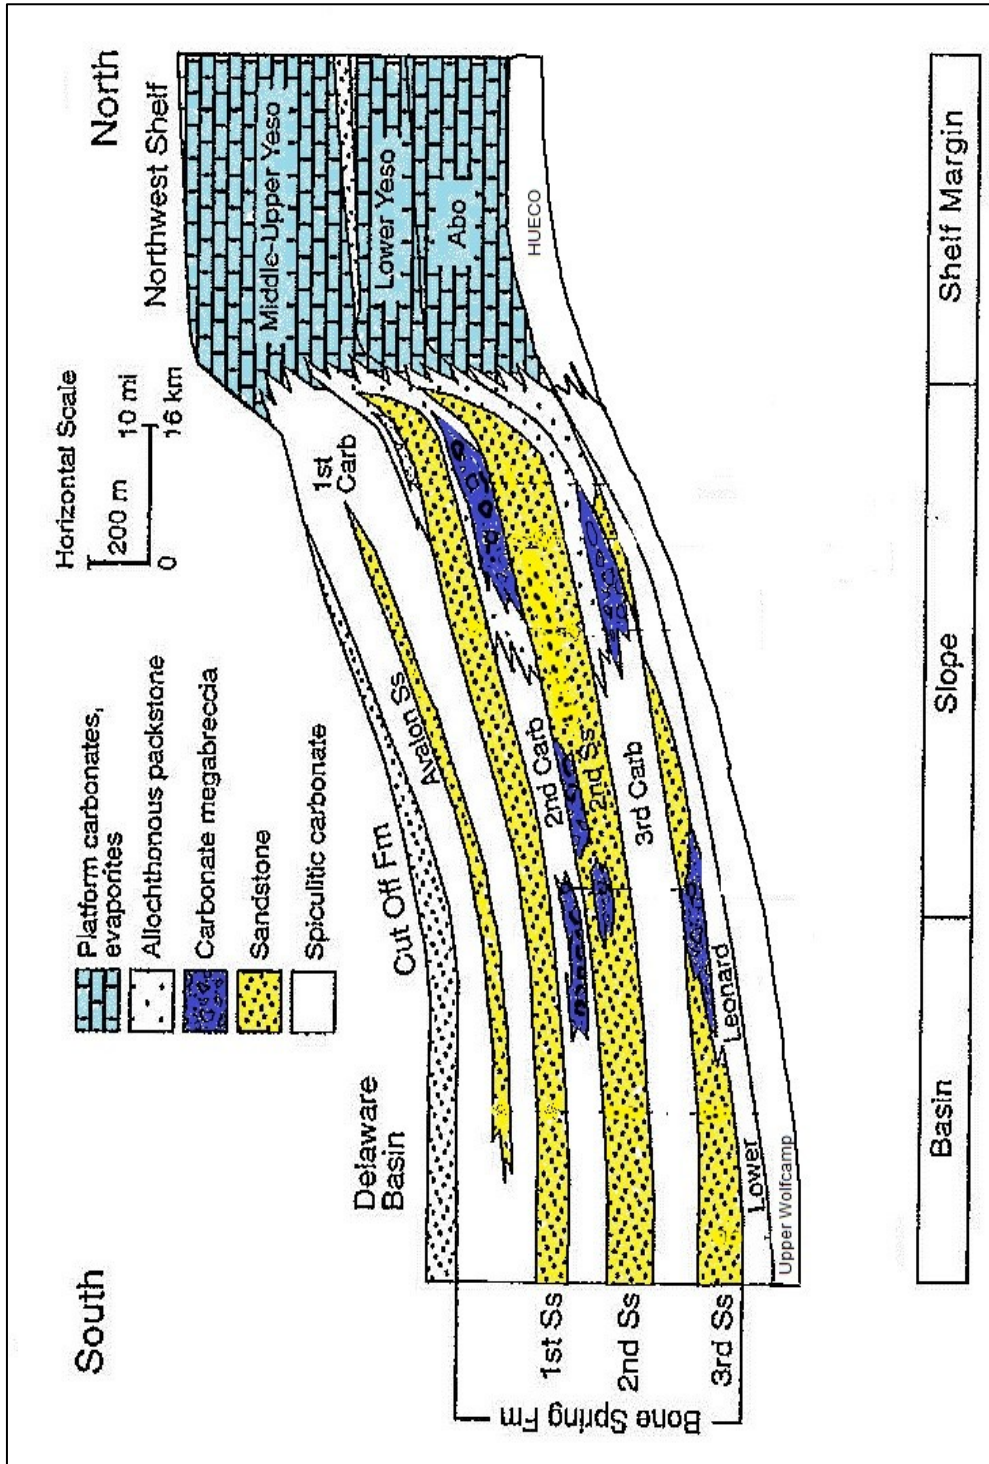 South
North
Horizontal Scale
200 m
10 mi
0
16 km
Northwest Shelf
Platform carbonates,
evaporites
Allochthonous packstone
Carbonate megabreccia
Sandstone
Spiculitic carbonate
Delaware
Basin
Cut Off Fm
Avalon Ss
1st
Carb
Middle-Upper Yeso
Lower Yeso
Abo
HUECO
2nd Carb
2nd Ss
3rd Carb
Lower
Leonard
Upper Wolfcamp
Bone Spring Fm
1st Ss
2nd Ss
3rd Ss
Basin
Slope
Shelf Margin